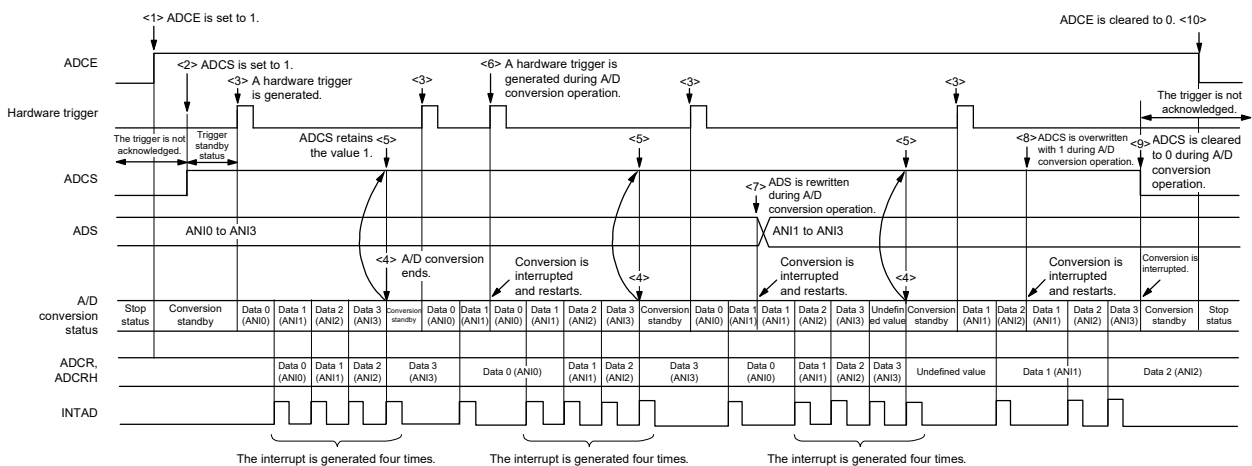 <1> ADCE is set to 1.
ADCE is cleared to 0. <10>
ADCE
<2> ADCS is set to 1.
<3> A hardware trigger
is generated.
<3>
<6> A hardware trigger is
generated during A/D
conversion operation.
<3>
<3>
The trigger is not
acknowledged.
Hardware trigger
The trigger is not
acknowledged.
Trigger
standby
status
ADCS retains
the value 1.
<5>
<5>
<5>
<8> ADCS is overwritten
with 1 during A/D
conversion operation.
<9>
ADCS is cleared
to 0 during A/D
conversion
operation.
ADCS
<7> ADS is rewritten
during A/D
conversion operation.
ADS
ANI0 to ANI3
ANI1 to ANI3
<4> A/D conversion
ends.
Conversion is
interrupted
and restarts.
<4>
Conversion is
interrupted
and restarts.
<4>
Conversion is
interrupted
and restarts.
Conversion is
interrupted.
A/D
conversion
status
Stop
status
Conversion
standby
Data 0
(ANI0)
Data 1
(ANI1)
Data 2
(ANI2)
Data 3
(ANI3)
Conversion
standby
Data 0
(ANI0)
Data 1
(ANI1)
Data 0
(ANI0)
Data 1
(ANI1)
Data 2
(ANI2)
Data 3
(ANI3)
Conversion
standby
Data 0
(ANI0)
Data 1
(ANI1)
Data 1
(ANI1)
Data 2
(ANI2)
Data 3
(ANI3)
Undefin
ed value
Conversion
standby
Data 1
(ANI1)
Data 2
(ANI2)
Data 1
(ANI1)
Data 2
(ANI2)
Data 3
(ANI3)
Conversion
standby
Stop
status
ADCR,
ADCRH
Data 0
(ANI0)
Data 1
(ANI1)
Data 2
(ANI2)
Data 3
(ANI3)
Data 0 (ANI0)
Data 1
(ANI1)
Data 2
(ANI2)
Data 3
(ANI3)
Data 0
(ANI0)
Data 1
(ANI1)
Data 2
(ANI2)
Data 3
(ANI3)
Undefined value
Data 1 (ANI1)
Data 2 (ANI2)
INTAD
The interrupt is generated four times.
The interrupt is generated four times.
The interrupt is generated four times.